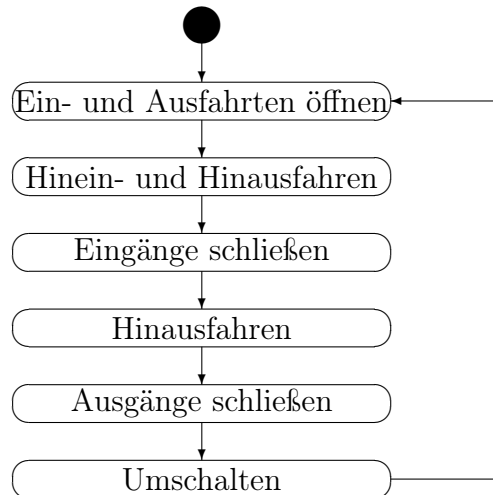 Ein- und Ausfahrten öffnen
Hinein- und Hinausfahren
Eingänge schließen
Hinausfahren
Ausgänge schließen
Umschalten